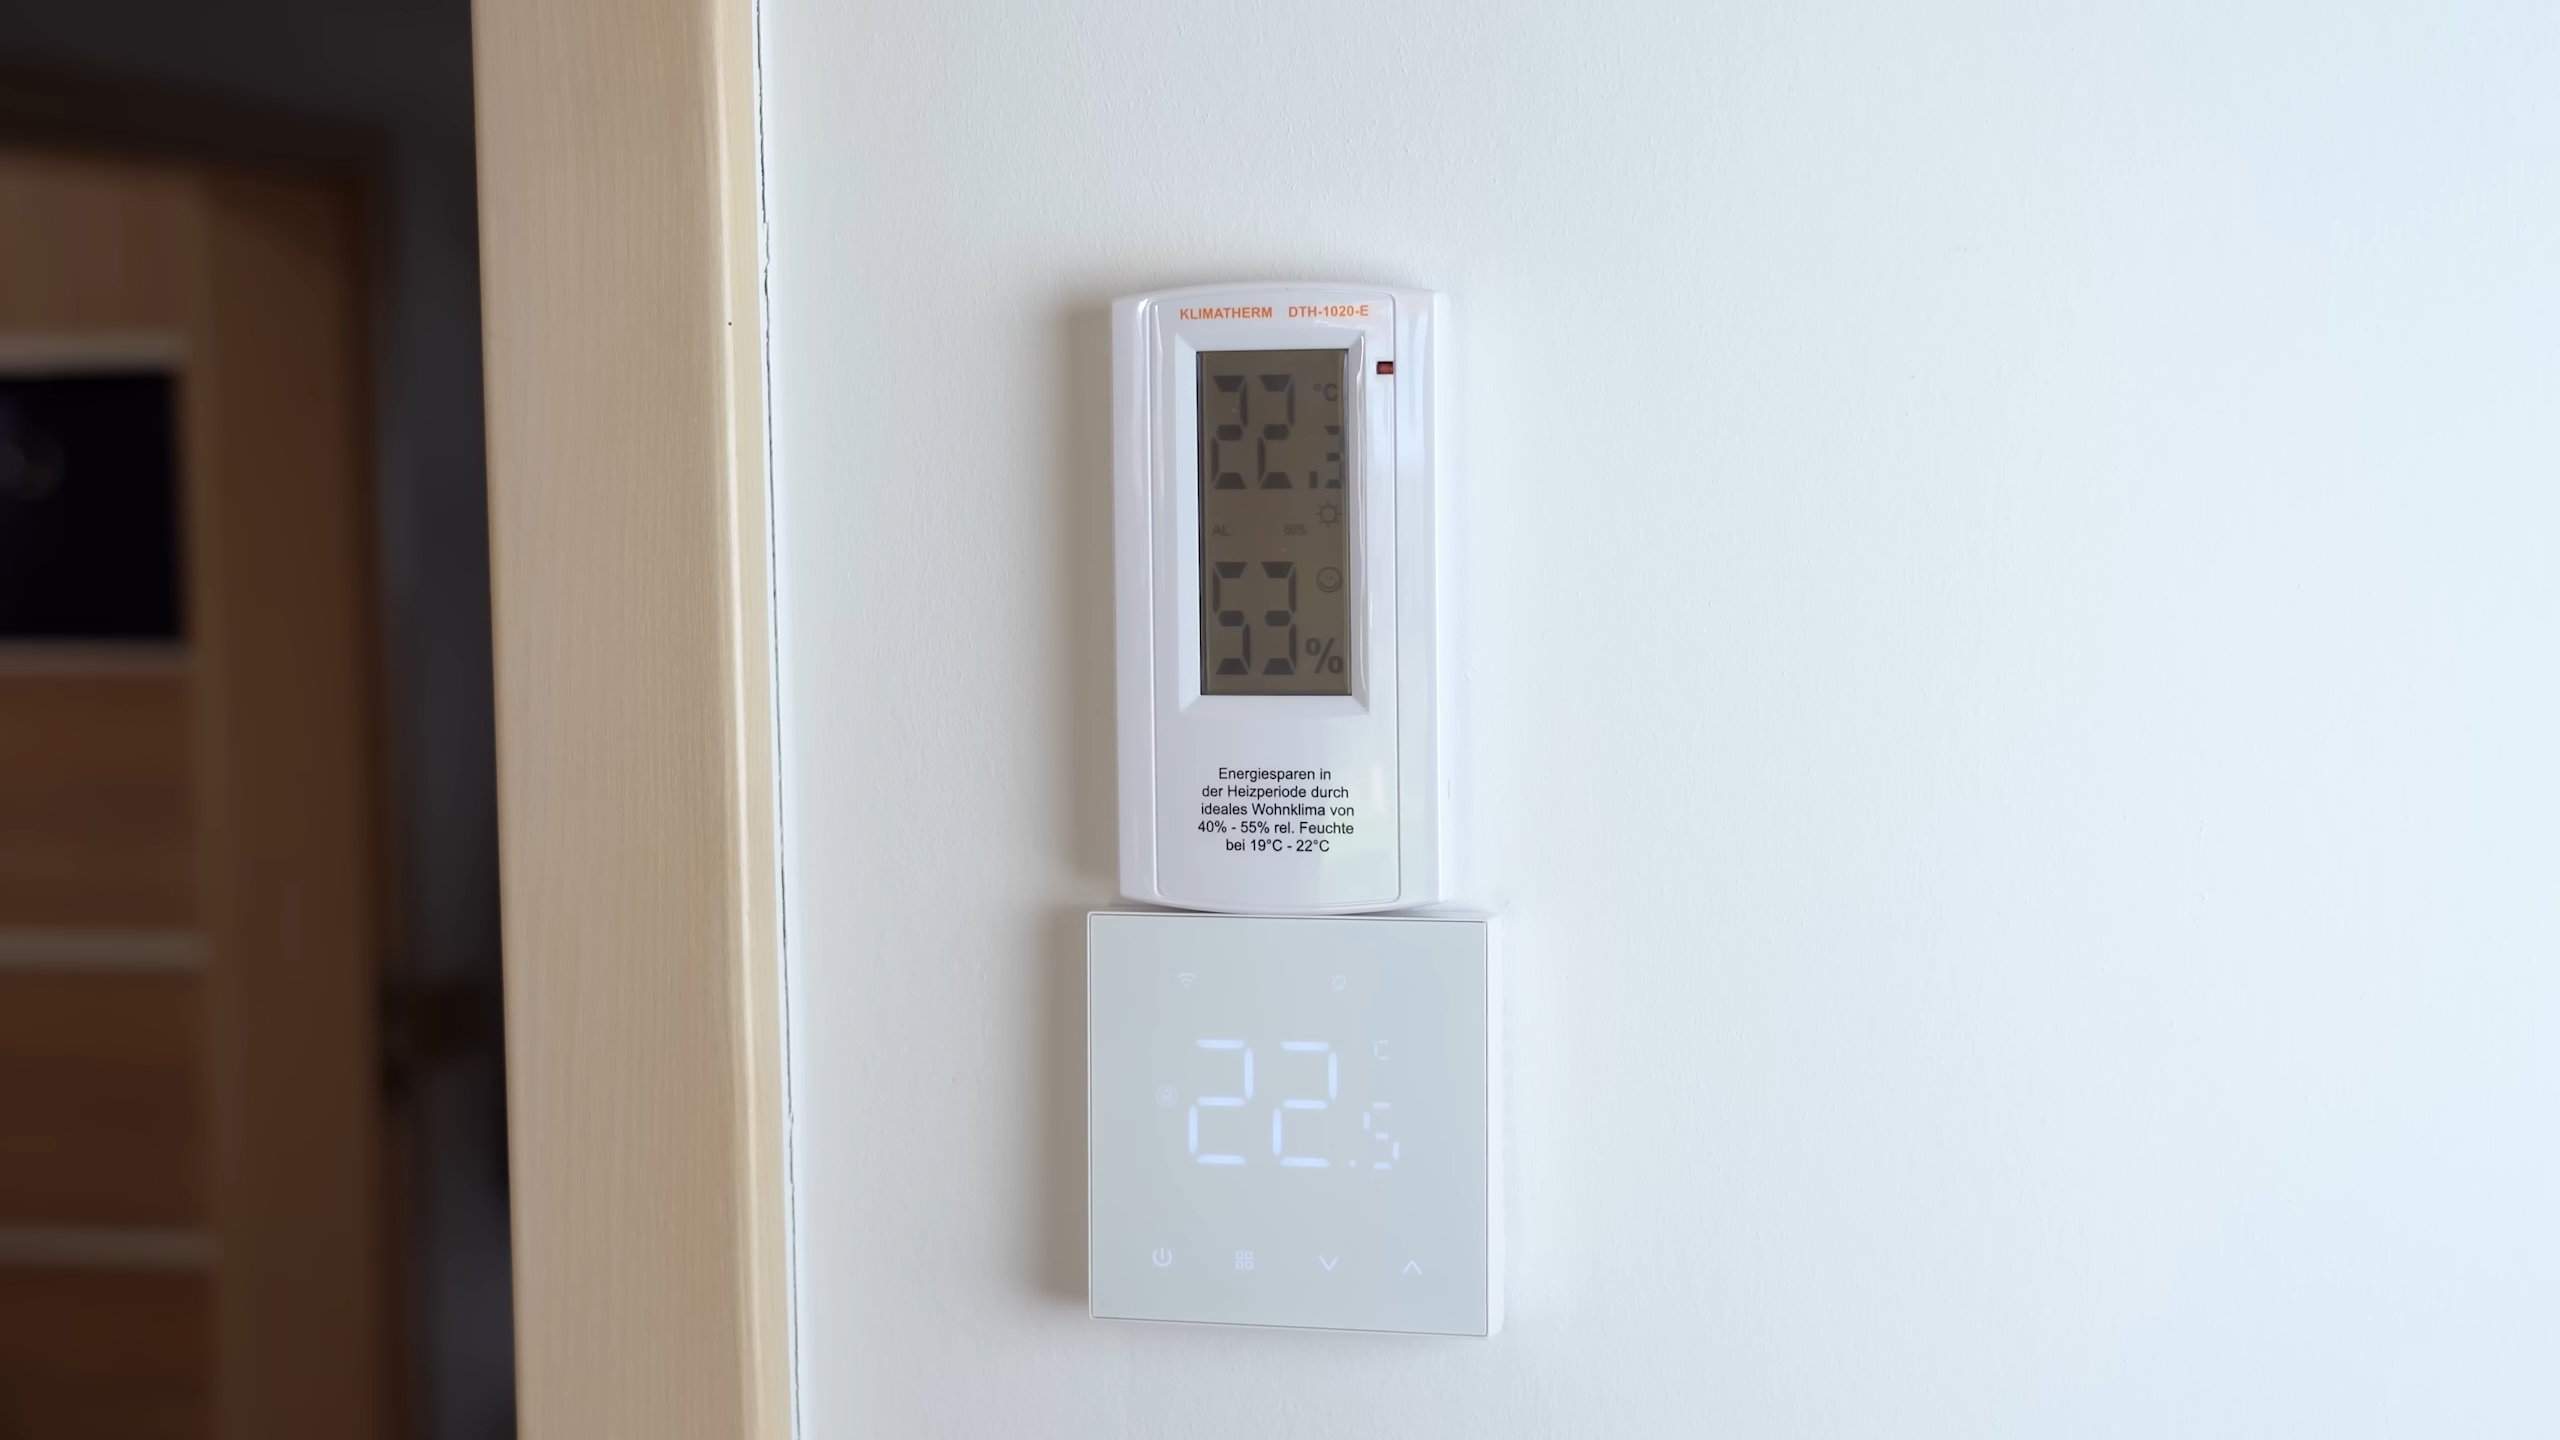 KLIMATHERM DTH-1020-E
22.3 °C
AL 60%
53%
Energiesparen in
der Heizperiode durch
ideales Wohnklima von
40% - 55% rel. Feuchte
bei 19°C - 22°C
22.5 C